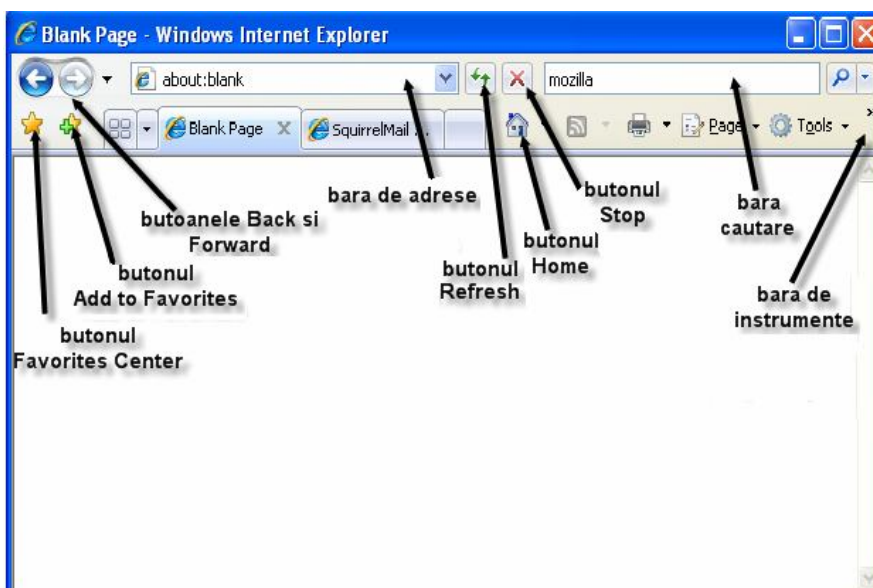 Blank Page - Windows Internet Explorer
about:blank
mozilla
Blank Page
SquirrelMail ...
Page
Tools
butoanele Back si
Forward
bara de adrese
butonul
Stop
bara
cautare
butonul
Home
butonul
Add to Favorites
butonul
Refresh
bara de
instrumente
butonul
Favorites Center